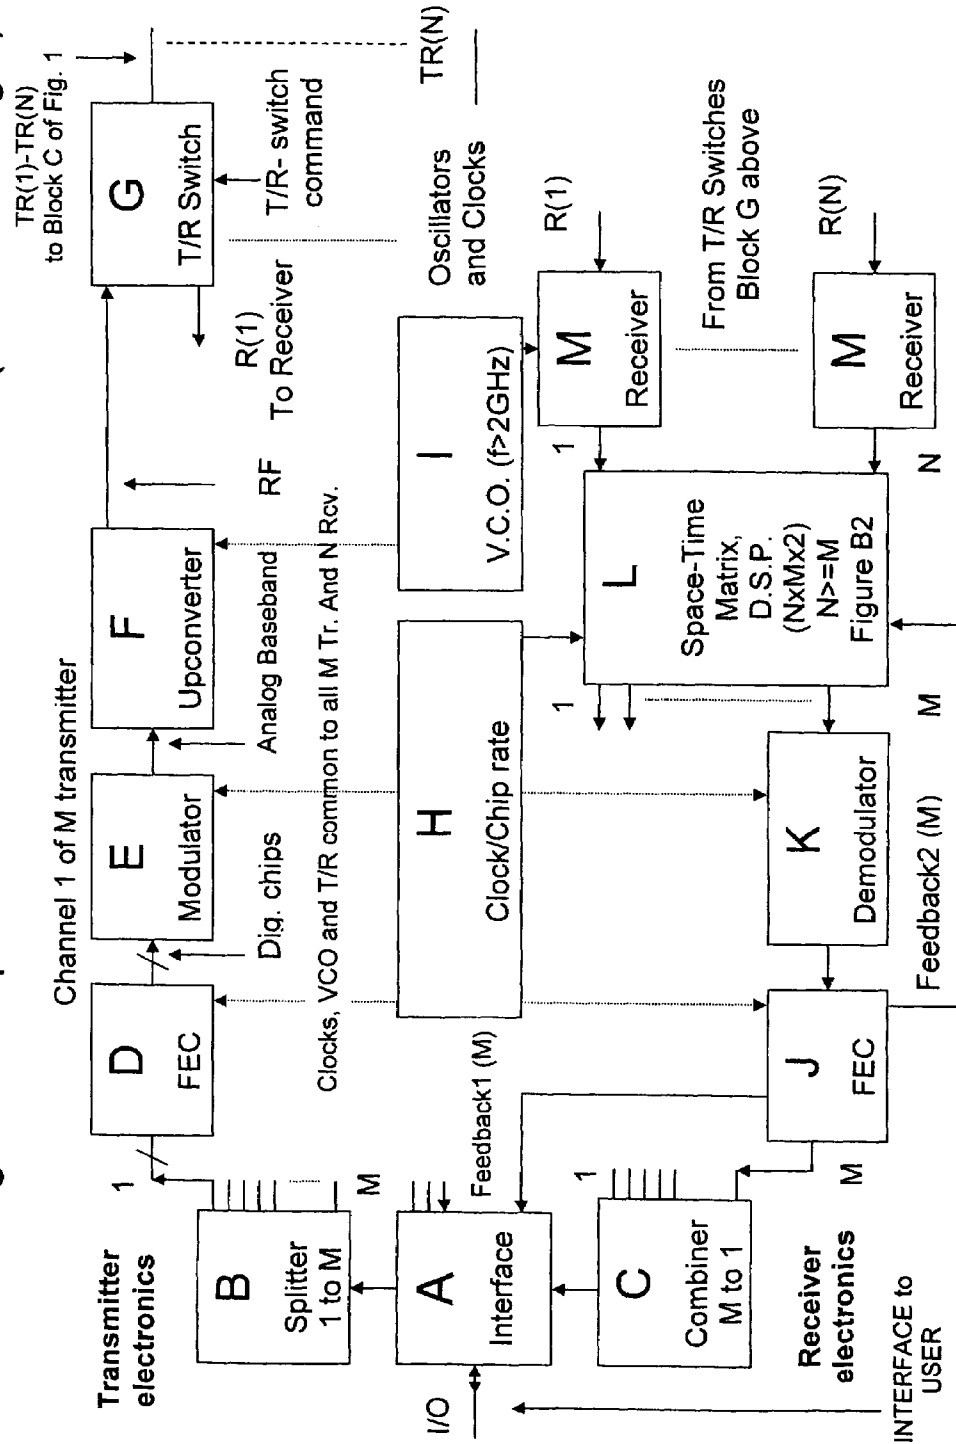 Channel 1 of M transmitter
TR(1)-TR(N)
to Block C of Fig. 1
Transmitter
electronics
B
Splitter
1 to M
1
M
D
FEC
Dig. chips
E
Modulator
Analog Baseband
F
Upconverter
RF
G
T/R Switch
R(1)
To Receiver
T/R- switch
command
TR(N)
Clocks, VCO and T/R common to all M Tr. And N Rcv.
I/O
A
Interface
Feedback1 (M)
H
Clock/Chip rate
I
V.C.O. (f>2GHz)
Oscillators
and Clocks
INTERFACE to
USER
Receiver
electronics
C
Combiner
M to 1
1
M
J
FEC
Feedback2 (M)
K
Demodulator
1
M
L
Space-Time
Matrix,
D.S.P.
(NxMx2)
N>=M
Figure B2
1
N
M
Receiver
R(1)
From T/R Switches
Block G above
M
Receiver
R(N)